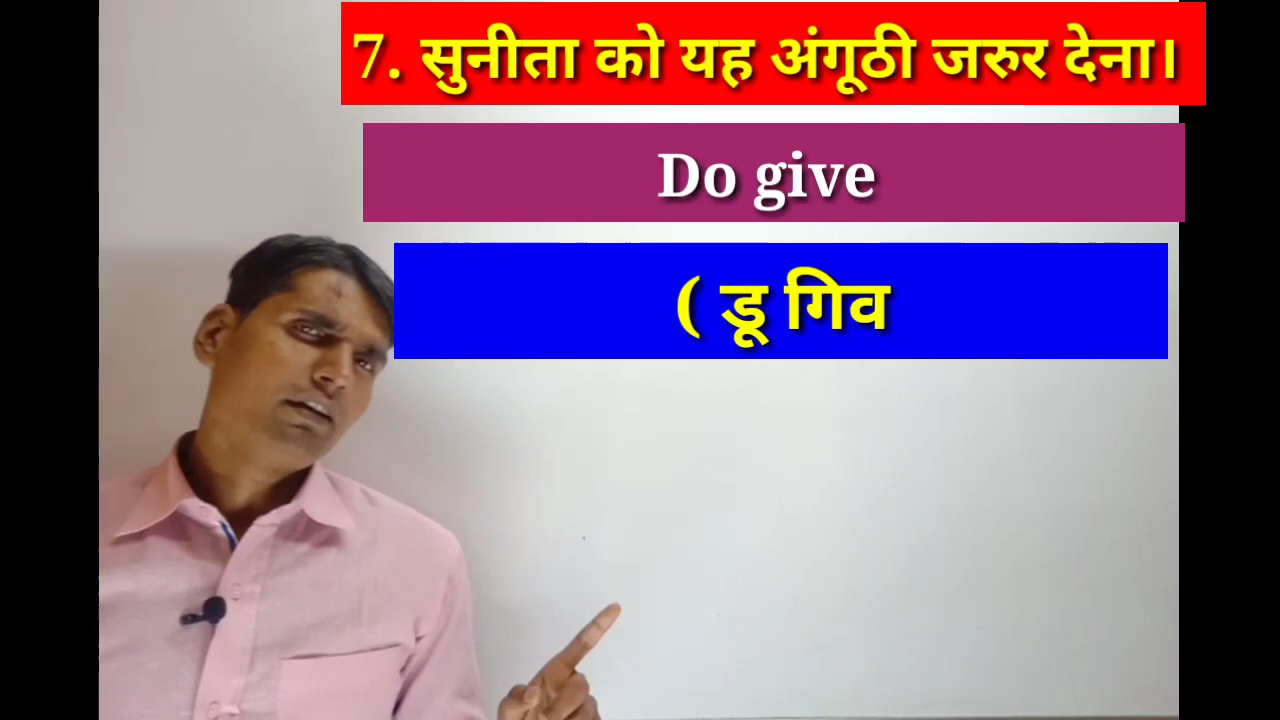 7. सुनीता को यह अंगूठी जरुर देना।
Do give
( डू गिव